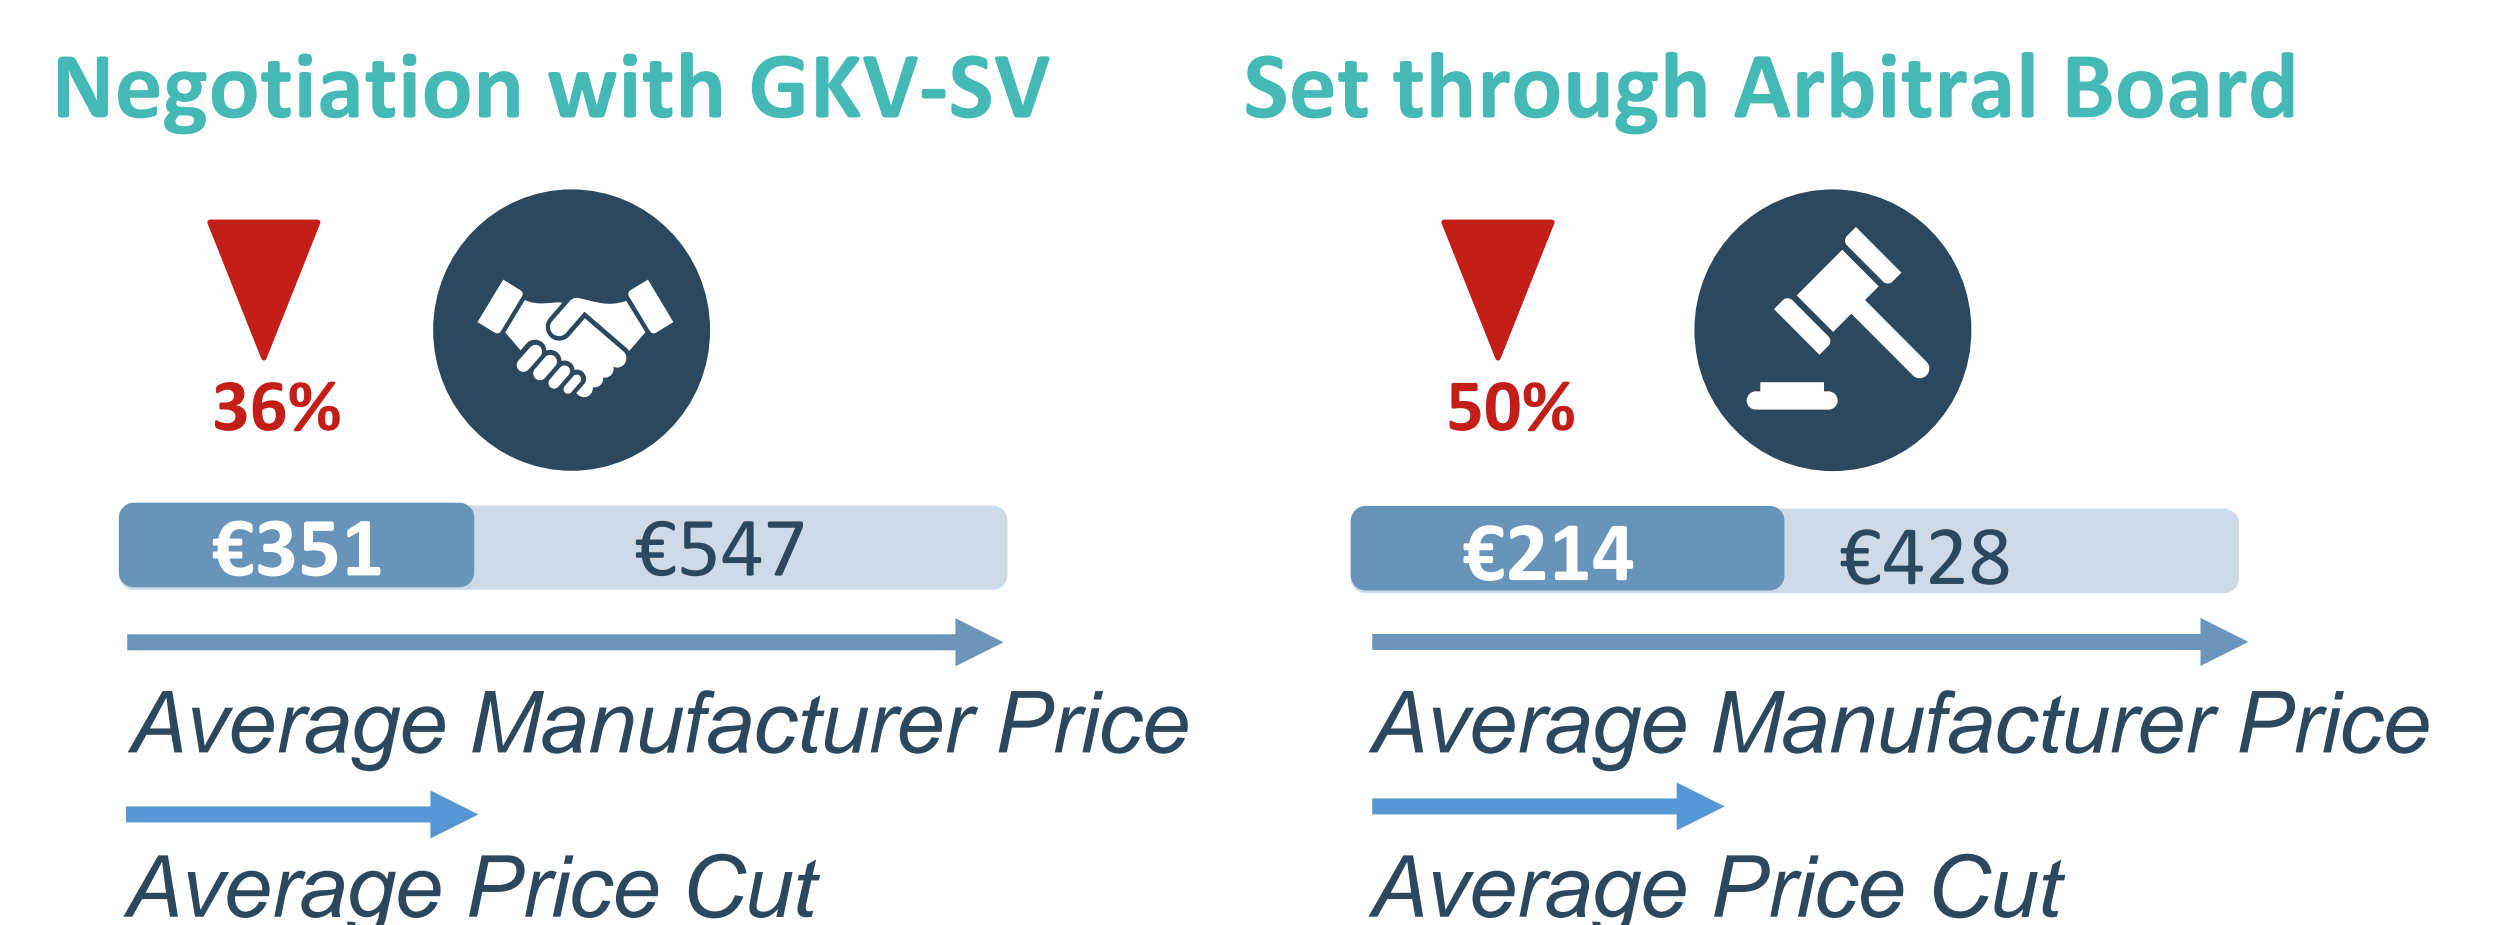 Negotiation with GKV-SV
36%
€351
€547
Average Manufacturer Price
Average Price Cut
Set through Arbitral Board
50%
€214
€428
Average Manufacturer Price
Average Price Cut